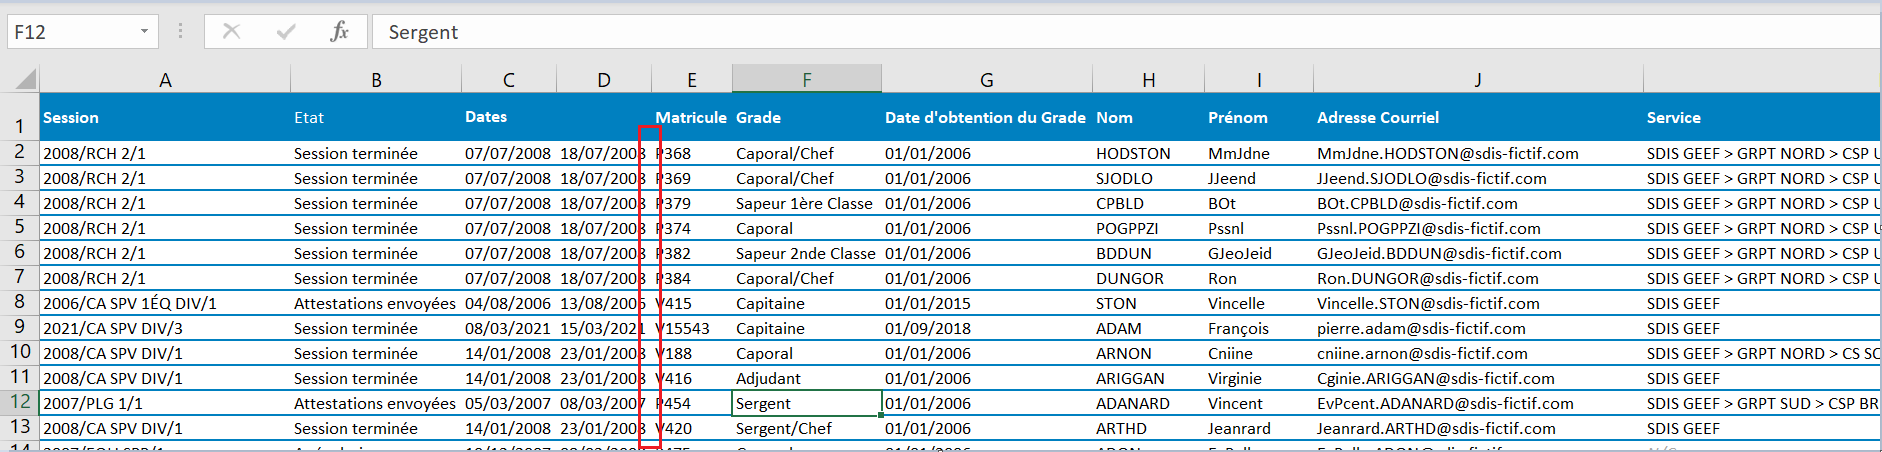 F12 fx Sergent
A B C D E F G H I J
1 Session Etat Dates Matricule Grade Date d'obtention du Grade Nom Prénom Adresse Courriel Service
2 2008/RCH 2/1 Session terminée 07/07/2008 18/07/2008 P368 Caporal/Chef 01/01/2006 HODSTON MmJdne MmJdne.HODSTON@sdis-fictif.com SDIS GEEF > GRPT NORD > CSP U
3 2008/RCH 2/1 Session terminée 07/07/2008 18/07/2008 P369 Caporal/Chef 01/01/2006 SJODLO JJeend JJeend.SJODLO@sdis-fictif.com SDIS GEEF > GRPT NORD > CSP U
4 2008/RCH 2/1 Session terminée 07/07/2008 18/07/2008 P379 Sapeur 1ère Classe 01/01/2006 CPBLD BOt BOt.CPBLD@sdis-fictif.com SDIS GEEF > GRPT NORD > CSP U
5 2008/RCH 2/1 Session terminée 07/07/2008 18/07/2008 P374 Caporal 01/01/2006 POGPPZI Pssnl Pssnl.POGPPZI@sdis-fictif.com SDIS GEEF > GRPT NORD > CSP U
6 2008/RCH 2/1 Session terminée 07/07/2008 18/07/2008 P382 Sapeur 2nde Classe 01/01/2006 BDDUN GJeoJeid GJeoJeid.BDDUN@sdis-fictif.com SDIS GEEF > GRPT NORD > CSP U
7 2008/RCH 2/1 Session terminée 07/07/2008 18/07/2008 P384 Caporal/Chef 01/01/2006 DUNGOR Ron Ron.DUNGOR@sdis-fictif.com SDIS GEEF > GRPT NORD > CSP U
8 2006/CA SPV 1ÉQ DIV/1 Attestations envoyées 04/08/2006 13/08/2006 V415 Capitaine 01/01/2015 STON Vincelle Vincelle.STON@sdis-fictif.com SDIS GEEF
9 2021/CA SPV DIV/3 Session terminée 08/03/2021 15/03/2021 V15543 Capitaine 01/09/2018 ADAM François pierre.adam@sdis-fictif.com SDIS GEEF
10 2008/CA SPV DIV/1 Session terminée 14/01/2008 23/01/2008 V188 Caporal 01/01/2006 ARNON Cniine cniine.arnon@sdis-fictif.com SDIS GEEF > GRPT NORD > CS SC
11 2008/CA SPV DIV/1 Session terminée 14/01/2008 23/01/2008 V416 Adjudant 01/01/2006 ARIGGAN Virginie Cginie.ARIGGAN@sdis-fictif.com SDIS GEEF
12 2007/PLG 1/1 Attestations envoyées 05/03/2007 08/03/2007 P454 Sergent 01/01/2006 ADANARD Vincent EvPcent.ADANARD@sdis-fictif.com SDIS GEEF > GRPT SUD > CSP BR
13 2008/CA SPV DIV/1 Session terminée 14/01/2008 23/01/2008 V420 Sergent/Chef 01/01/2006 ARTHD Jeanrard Jeanrard.ARTHD@sdis-fictif.com SDIS GEEF